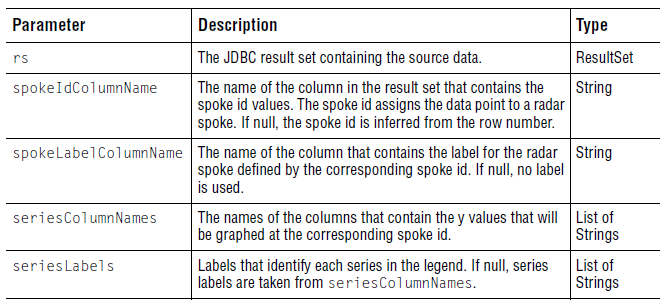 Parameter Description Type
rs The JDBC result set containing the source data. ResultSet
spokeIdColumnName The name of the column in the result set that contains the String
spoke id values. The spoke id assigns the data point to a radar
spoke. If null, the spoke id is inferred from the row number.
spokeLabelColumnName The name of the column that contains the label for the radar String
spoke defined by the corresponding spoke id. If null, no label
is used.
seriesColumnNames The names of the columns that contain the y values that will List of
be graphed at the corresponding spoke id. Strings
seriesLabels Labels that identify each series in the legend. If null, series List of
labels are taken from seriesColumnNames. Strings